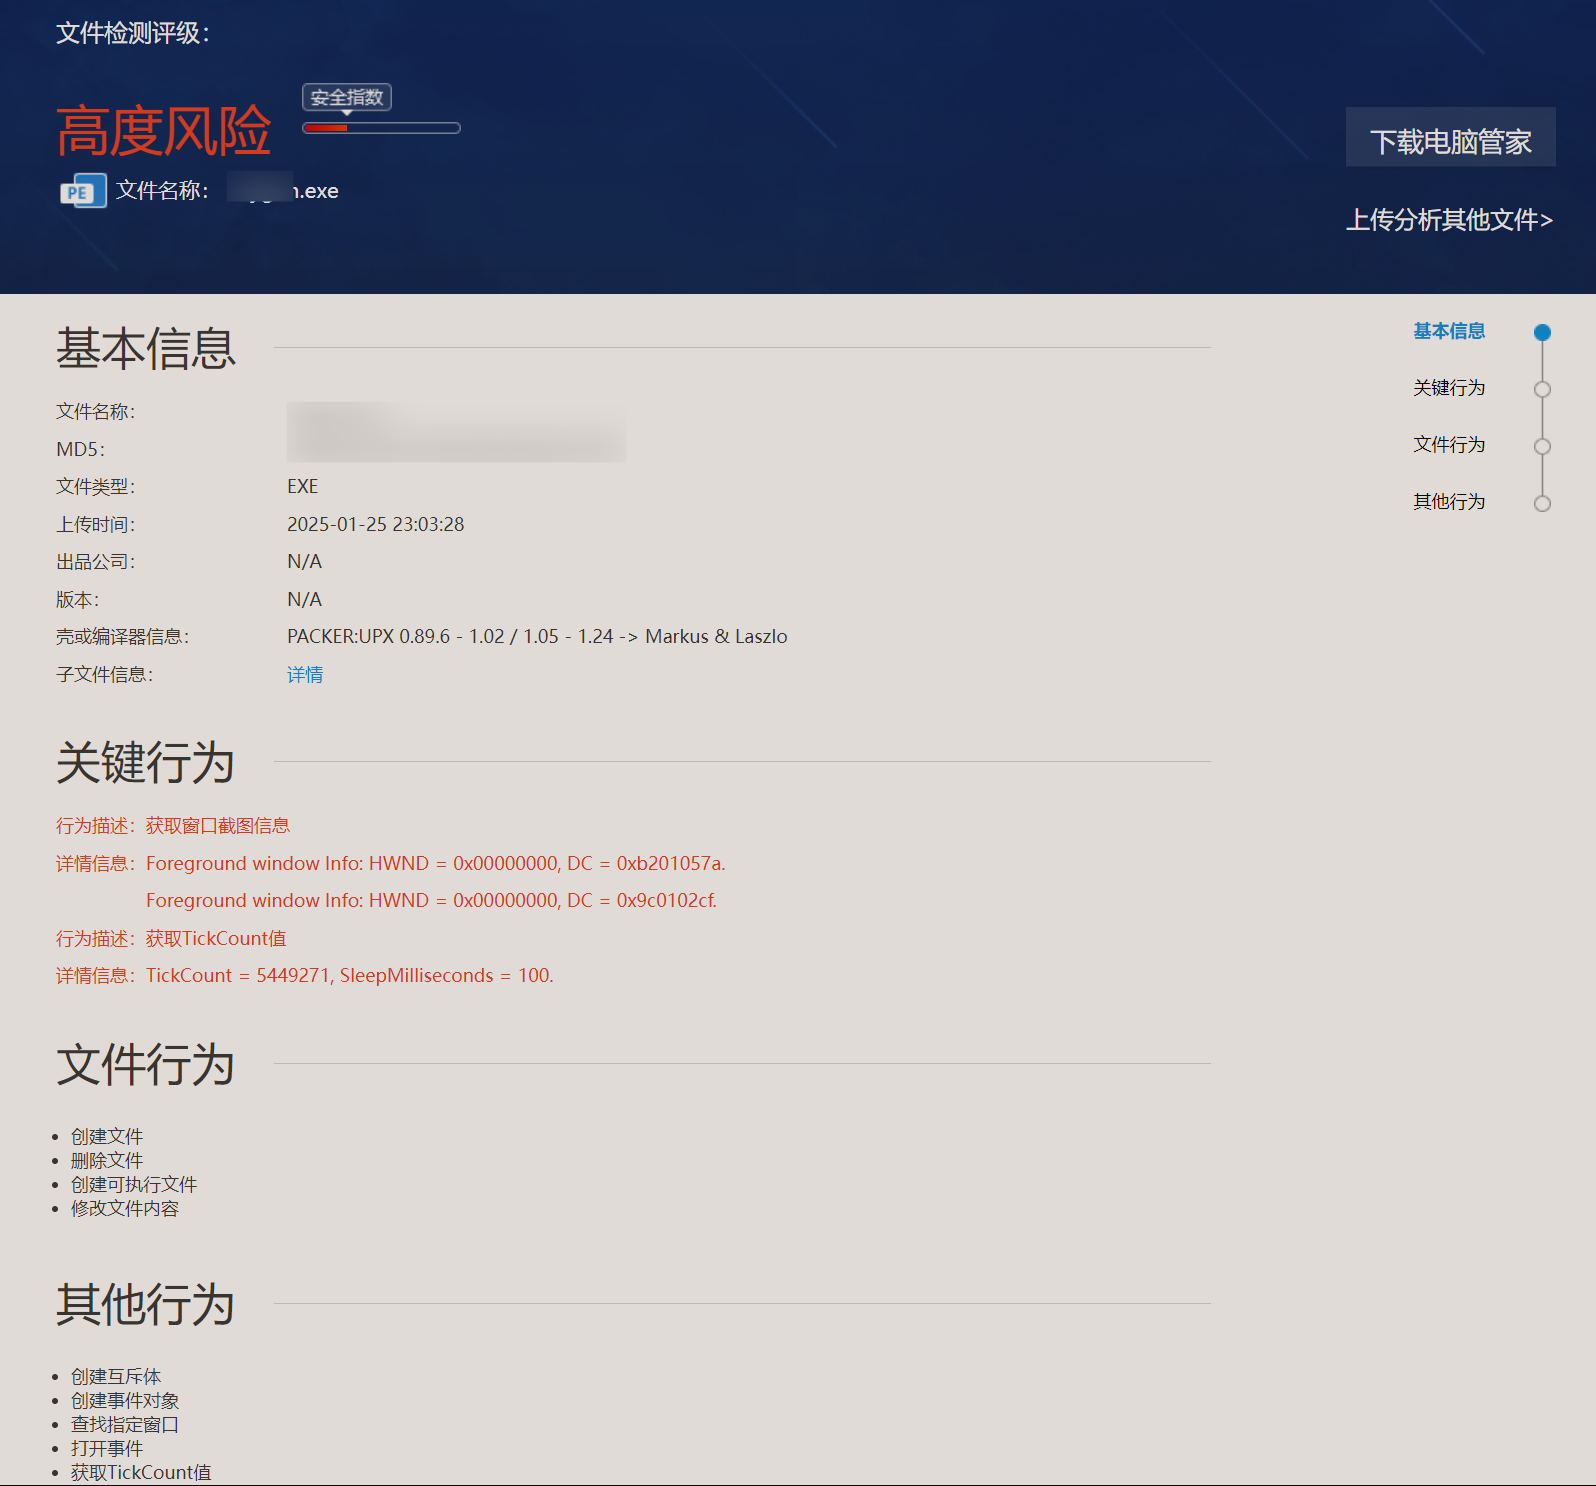 文件检测评级：
高度风险
安全指数
下载电脑管家
PE 文件名称： .exe
上传分析其他文件>
基本信息
文件名称：
MD5：
文件类型： EXE
上传时间： 2025-01-25 23:03:28
出品公司： N/A
版本： N/A
壳或编译器信息： PACKER:UPX 0.89.6 - 1.02 / 1.05 - 1.24 -> Markus & Laszlo
子文件信息： 详情
基本信息
关键行为
文件行为
其他行为
关键行为
行为描述： 获取窗口截图信息
详情信息： Foreground window Info: HWND = 0x00000000, DC = 0xb201057a.
Foreground window Info: HWND = 0x00000000, DC = 0x9c0102cf.
行为描述： 获取TickCount值
详情信息： TickCount = 5449271, SleepMilliseconds = 100.
文件行为
• 创建文件
• 删除文件
• 创建可执行文件
• 修改文件内容
其他行为
• 创建互斥体
• 创建事件对象
• 查找指定窗口
• 打开事件
• 获取TickCount值